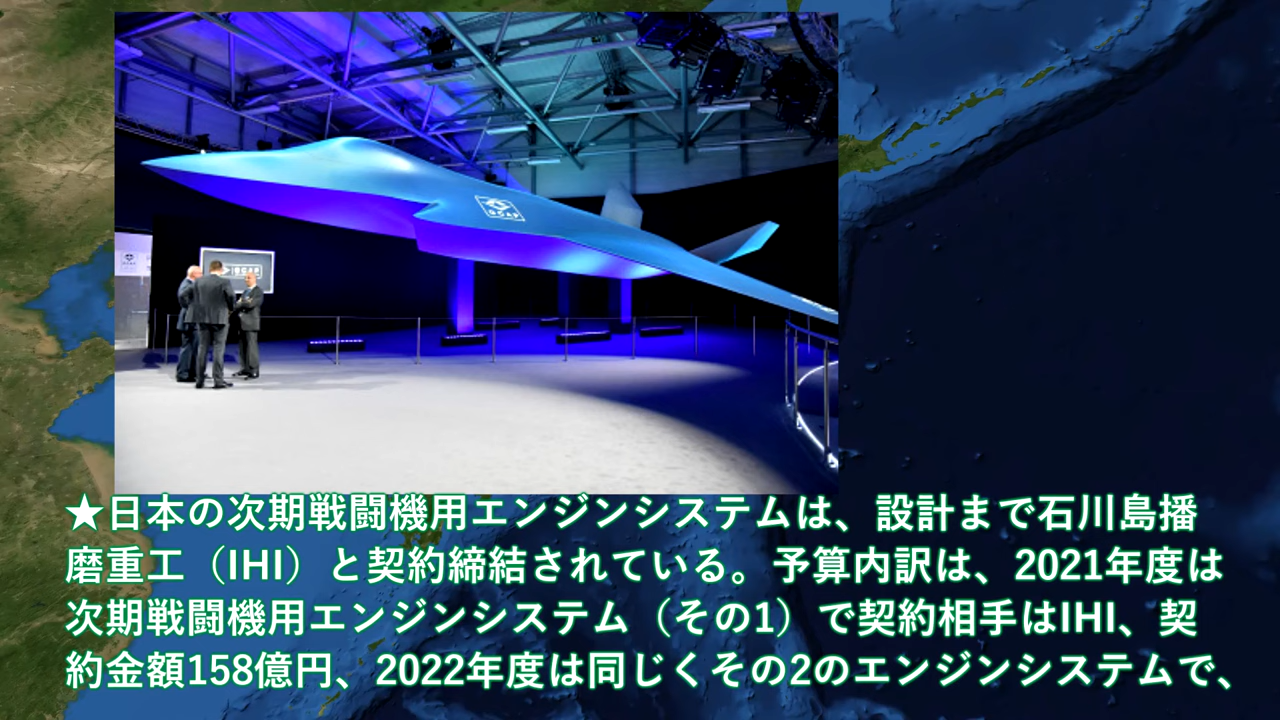 GCAP
GCAP
★日本の次期戦闘機用エンジンシステムは、設計まで石川島播
磨重工（IHI）と契約締結されている。予算内訳は、2021年度は
次期戦闘機用エンジンシステム（その1）で契約相手はIHI、契
約金額158億円、2022年度は同じくその2のエンジンシステムで、